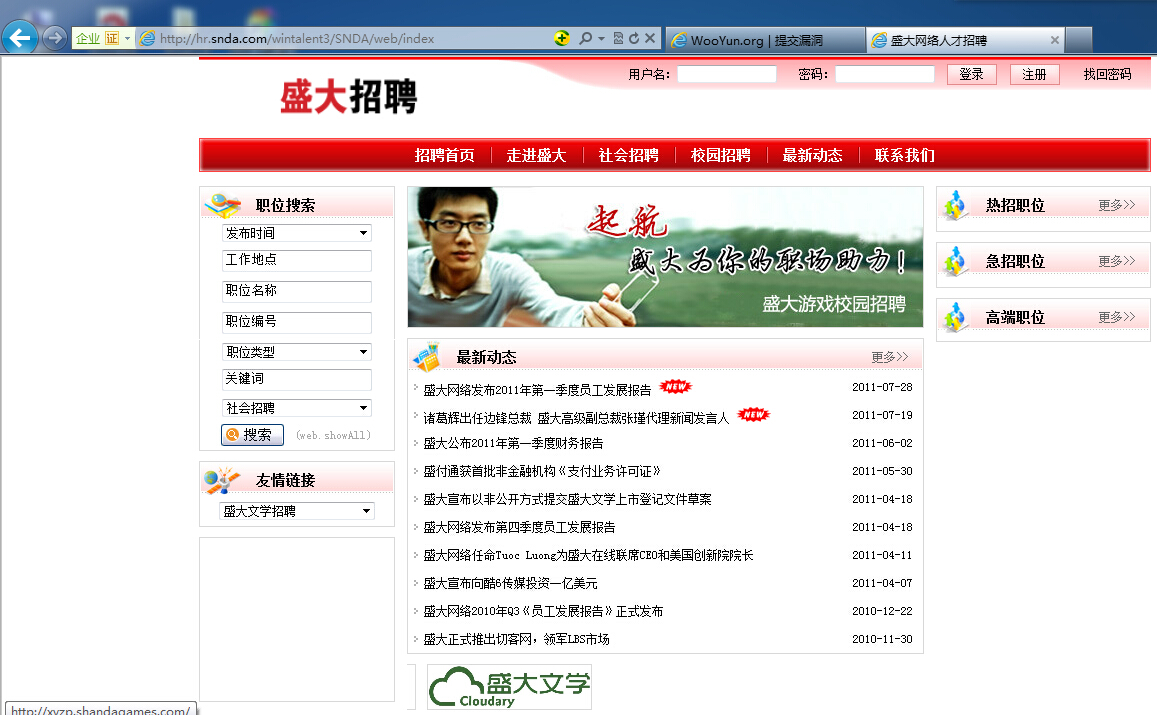 企业 证 http://hr.snda.com/wintalent3/SNDA/web/index
WooYun.org | 提交漏洞
盛大网络人才招聘
盛大招聘
用户名: 密码: 登录 注册 找回密码
招聘首页 走进盛大 社会招聘 校园招聘 最新动态 联系我们
职位搜索
发布时间
工作地点
职位名称
职位编号
职位类型
关键词
社会招聘
搜索 (web.showAll)
友情链接
盛大文学招聘
起航
盛大为你的职场助力!
盛大游戏校园招聘
最新动态 更多>>
盛大网络发布2011年第一季度员工发展报告 NEW 2011-07-28
诸葛辉出任边锋总裁 盛大高级副总裁张瑾代理新闻发言人 NEW 2011-07-19
盛大公布2011年第一季度财务报告 2011-06-02
盛付通获首批非金融机构《支付业务许可证》 2011-05-30
盛大宣布以非公开方式提交盛大文学上市登记文件草案 2011-04-18
盛大网络发布第四季度员工发展报告 2011-04-18
盛大网络任命Tuoc Luong为盛大在线联席CEO和美国创新院院长 2011-04-11
盛大宣布向酷6传媒投资一亿美元 2011-04-07
盛大网络2010年Q3《员工发展报告》正式发布 2010-12-22
盛大正式推出切客网，领军LBS市场 2010-11-30
盛大文学
Cloudary
热招职位 更多>>
急招职位 更多>>
高端职位 更多>>
http://xyzp.shandagames.com/